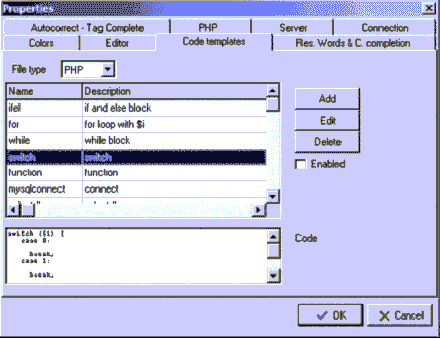 Properties
Autocorrect - Tag Complete PHP Server Connection
Colors Editor Code templates Res. Words & C. completion
File type PHP
Name Description
ifel if and else block
for for loop with $i
while while block
switch switch
function function
mysqlconnect connect
Add
Edit
Delete
Enabled
switch ($i) {
case 0:
break;
case 1:
break;
Code
OK Cancel